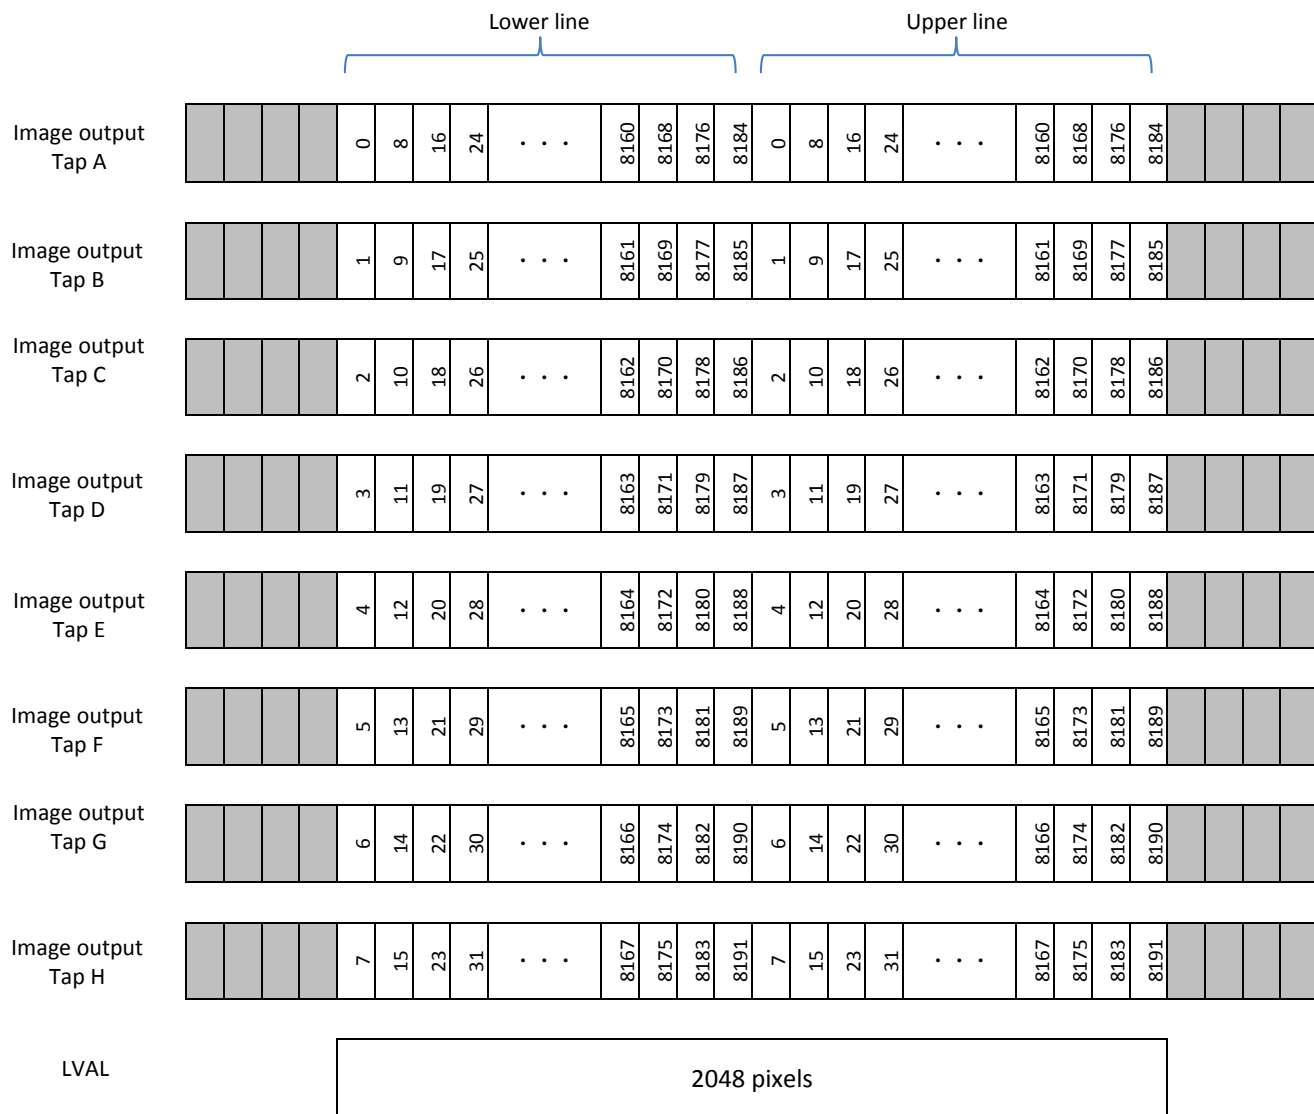 Lower line Upper line
Image output
Tap A
0 8 16 24 · · · 8160 8168 8176 8184 0 8 16 24 · · · 8160 8168 8176 8184
Image output
Tap B
1 9 17 25 · · · 8161 8169 8177 8185 1 9 17 25 · · · 8161 8169 8177 8185
Image output
Tap C
2 10 18 26 · · · 8162 8170 8178 8186 2 10 18 26 · · · 8162 8170 8178 8186
Image output
Tap D
3 11 19 27 · · · 8163 8171 8179 8187 3 11 19 27 · · · 8163 8171 8179 8187
Image output
Tap E
4 12 20 28 · · · 8164 8172 8180 8188 4 12 20 28 · · · 8164 8172 8180 8188
Image output
Tap F
5 13 21 29 · · · 8165 8173 8181 8189 5 13 21 29 · · · 8165 8173 8181 8189
Image output
Tap G
6 14 22 30 · · · 8166 8174 8182 8190 6 14 22 30 · · · 8166 8174 8182 8190
Image output
Tap H
7 15 23 31 · · · 8167 8175 8183 8191 7 15 23 31 · · · 8167 8175 8183 8191
LVAL 2048 pixels